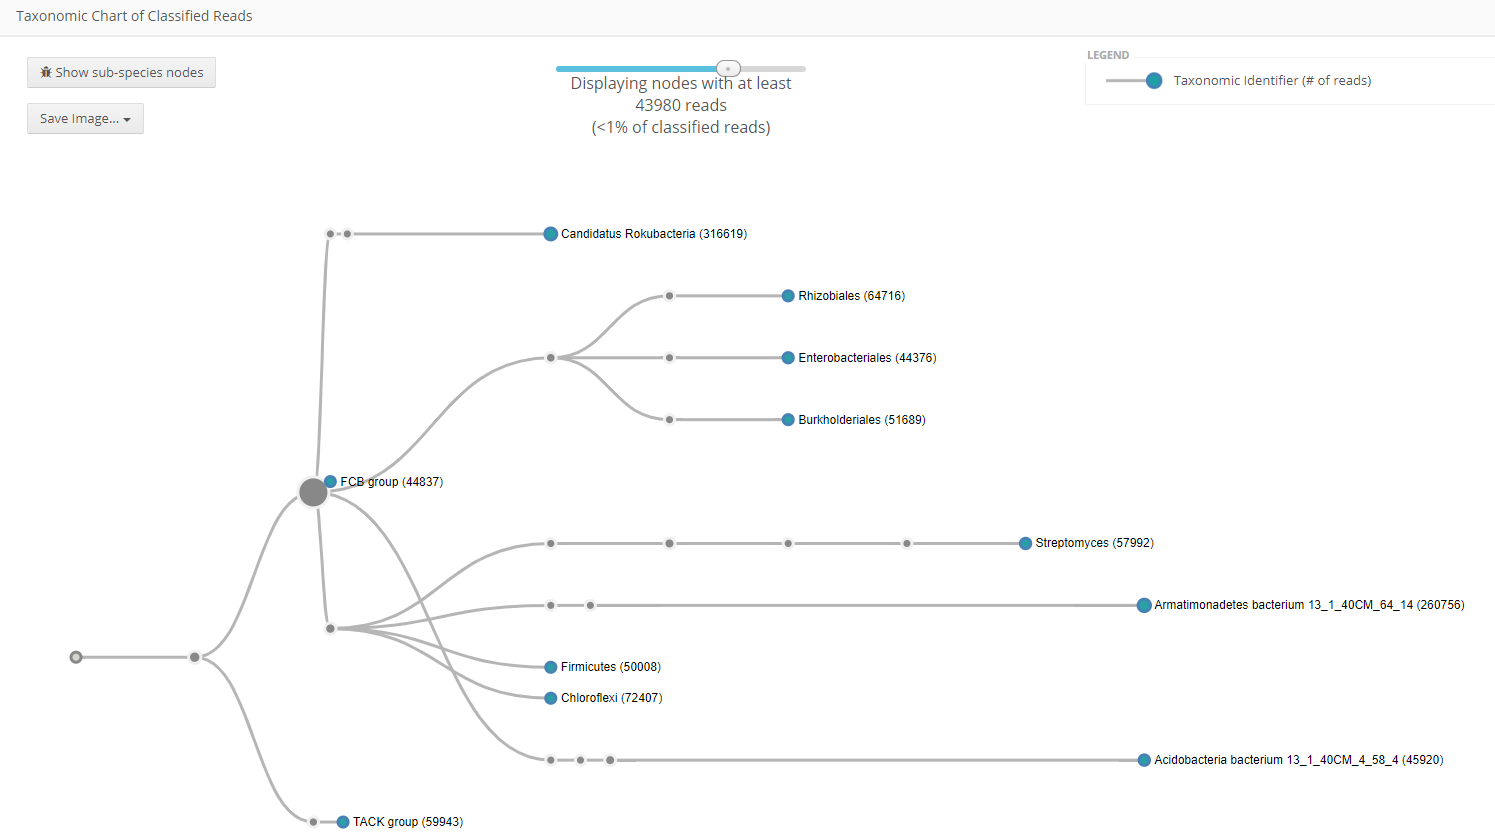 Taxonomic Chart of Classified Reads
Show sub-species nodes
Save Image...
Displaying nodes with at least
43980 reads
(<1% of classified reads)
LEGEND
Taxonomic Identifier (# of reads)
Candidatus Rokubacteria (316619)
Rhizobiales (64716)
Enterobacteriales (44376)
Burkholderiales (51689)
FCB group (44837)
Streptomyces (57992)
Armatimonadetes bacterium 13_1_40CM_64_14 (260756)
Firmicutes (50008)
Chloroflexi (72407)
Acidobacteria bacterium 13_1_40CM_4_58_4 (45920)
TACK group (59943)